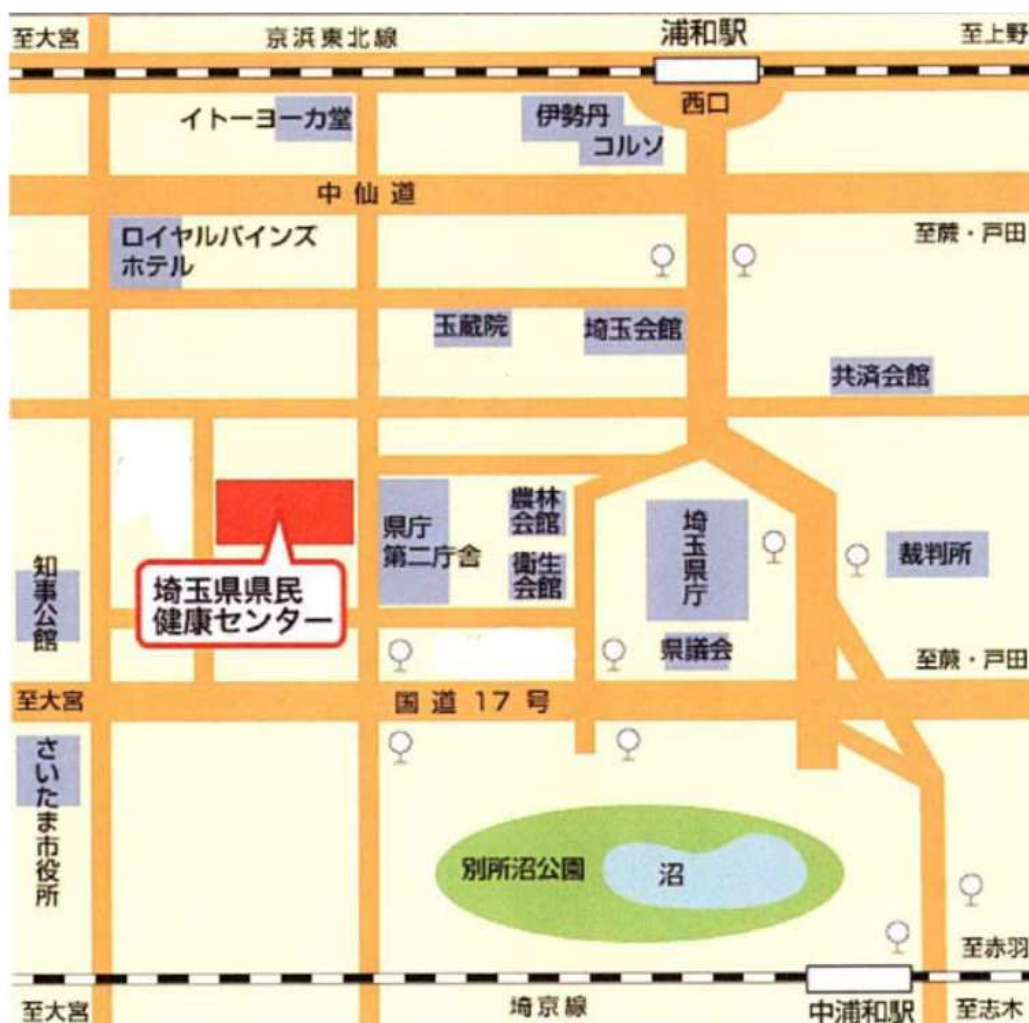 至大宮
京浜東北線
浦和駅
至上野
西口
イトーヨーカ堂
伊勢丹
コルソ
中仙道
ロイヤルパインズ
ホテル
至蕨・戸田
玉蔵院
埼玉会館
共済会館
県庁
第二庁舎
農林
会館
衛生
会館
埼玉県庁
裁判所
知事公館
埼玉県県民
健康センター
県議会
至蕨・戸田
至大宮
国道17号
さいたま市役所
別所沼公園
沼
至赤羽
至大宮
埼京線
中浦和駅
至志木